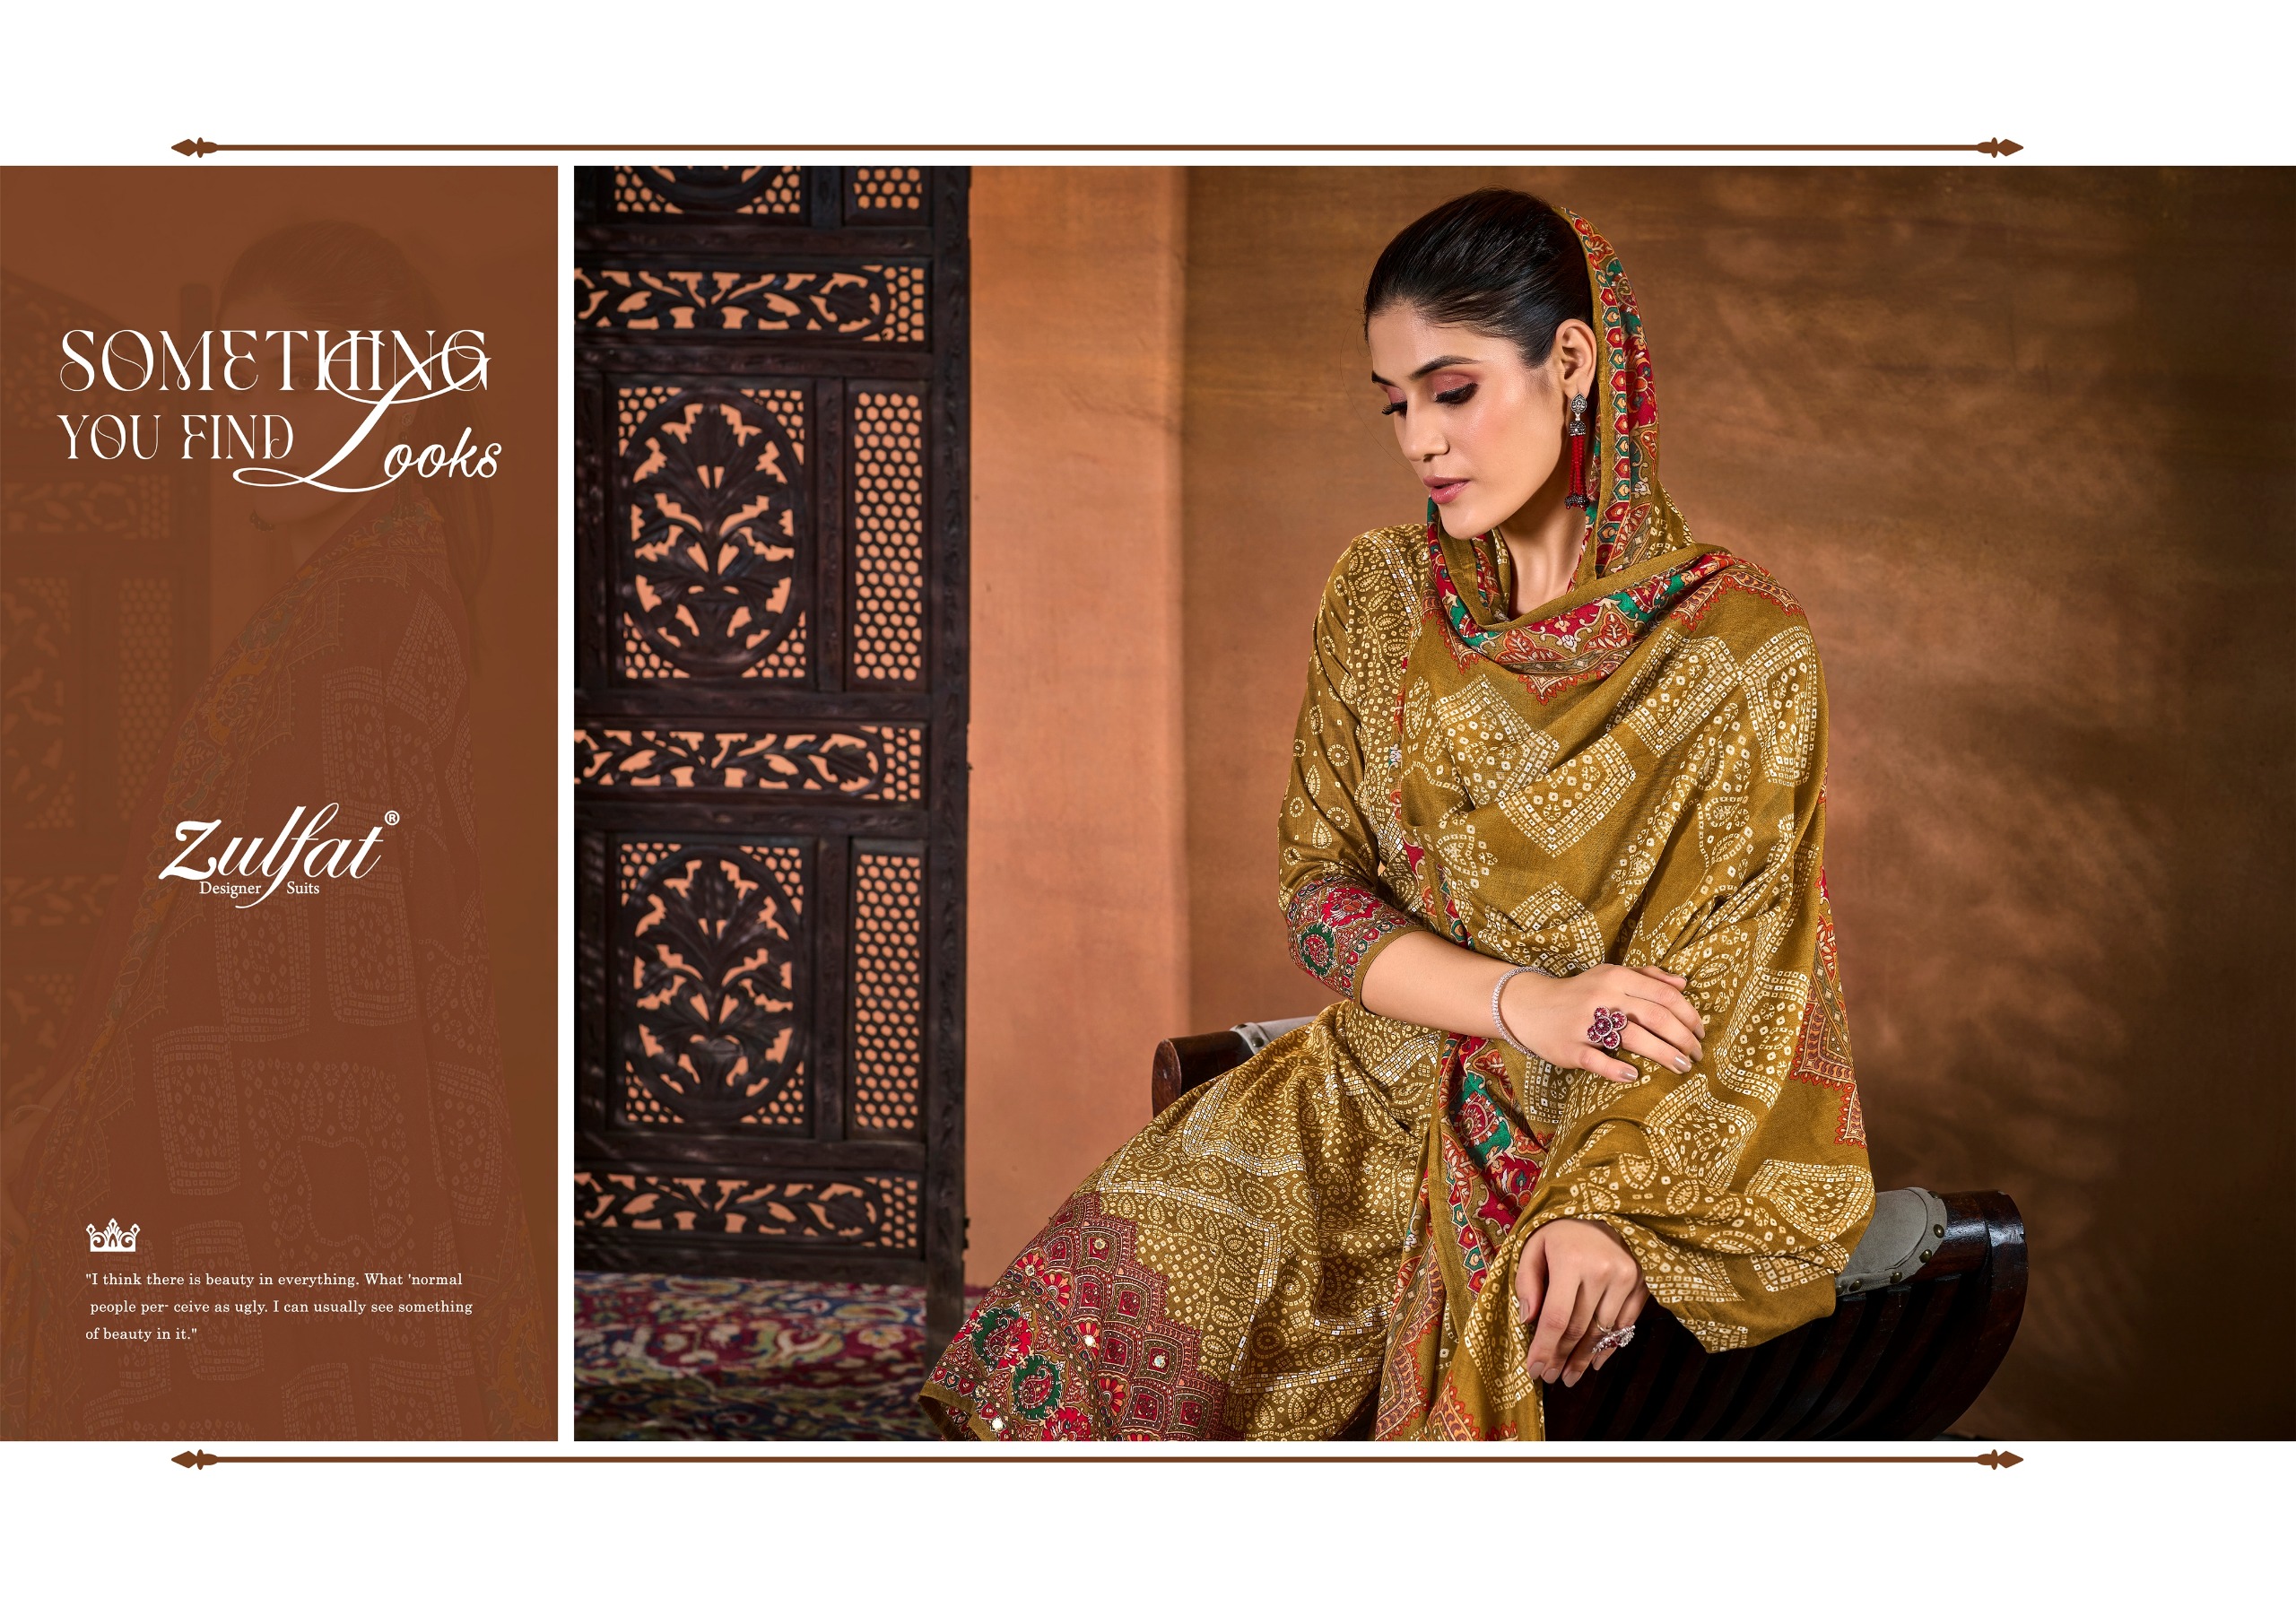 SOMETHING
YOU FIND Looks
Zulfat®
Designer Suits
"I think there is beauty in everything. What 'normal
people per- ceive as ugly. I can usually see something
of beauty in it."